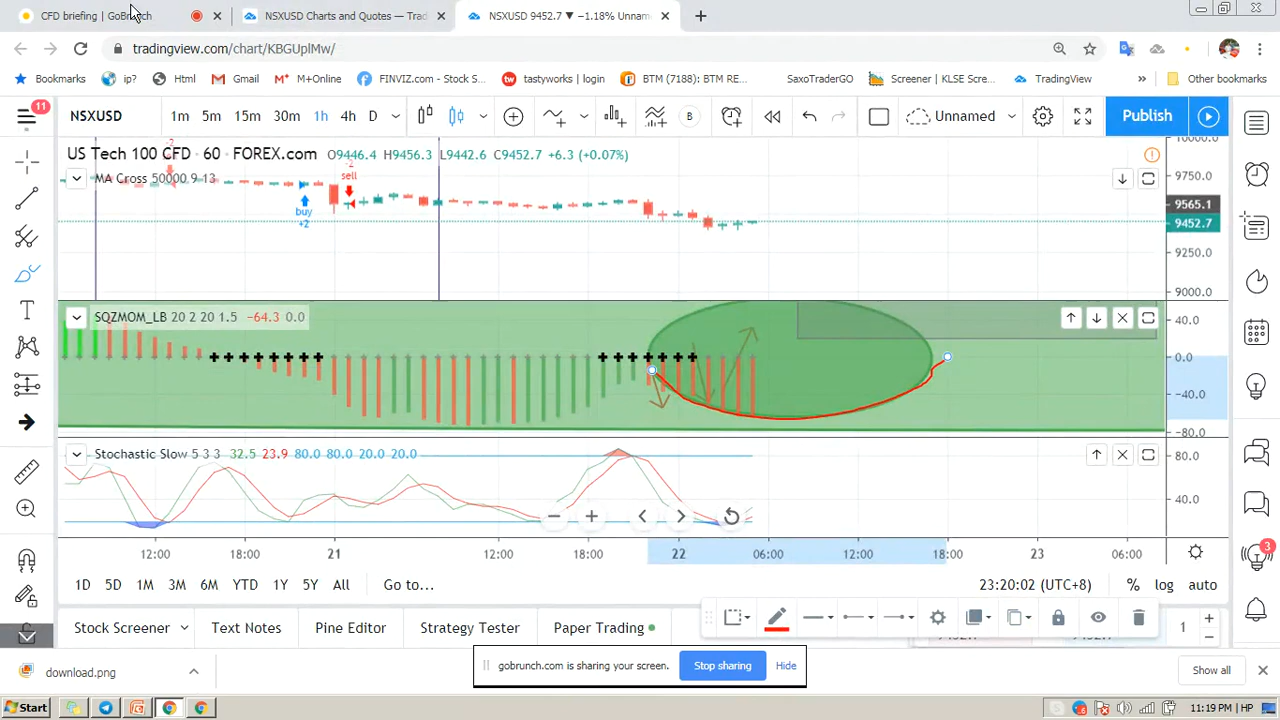 CFD briefing | GoBrunch
NSXUSD Charts and Quotes — Trad
NSXUSD 9452.7 ▼ −1.18% Unnam
tradingview.com/chart/KBGUplMw/
Bookmarks
ip?
Html
Gmail
M+Online
FINVIZ.com - Stock S...
tastyworks | login
BTM (7188); BTM RE...
SaxoTraderGO
Screener | KLSE Scre...
TradingView
»
Other bookmarks
11
NSXUSD
1m 5m 15m 30m 1h 4h D
B
Unnamed
Publish
US Tech 100 CFD · 60 · FOREX.com O9446.4 H9456.3 L9442.6 C9452.7 +6.3 (+0.07%)
MA Cross 50000 9 13
-2
sell
buy
+2
10000.0
9750.0
9565.1
9452.7
9250.0
9000.0
SQZMOM_LB 20 2 20 1.5 −64.3 0.0
40.0
0.0
−40.0
−80.0
Stochastic Slow 5 3 3 32.5 23.9 80.0 80.0 20.0 20.0
80.0
40.0
12:00 18:00 21 12:00 18:00 22 06:00 12:00 18:00 23 06:00
1D 5D 1M 3M 6M YTD 1Y 5Y All Go to... 23:20:02 (UTC+8) % log auto
3
Stock Screener Text Notes Pine Editor Strategy Tester Paper Trading
1
download.png
gobrunch.com is sharing your screen. Stop sharing Hide
Show all
Start
11:19 PM HP